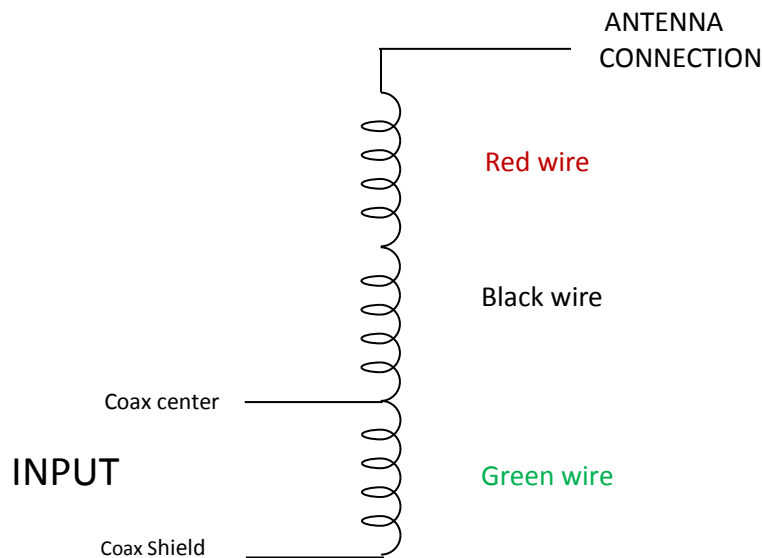 ANTENNA
CONNECTION
Red wire
Black wire
Coax center
INPUT
Green wire
Coax Shield